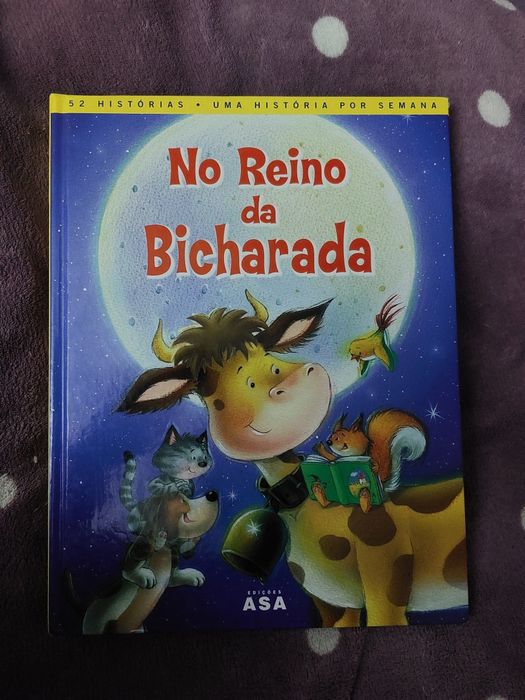 52 HISTÓRIAS • UMA HISTÓRIA POR SEMANA
No Reino
da
Bicharada
EDIÇÕES
ASA